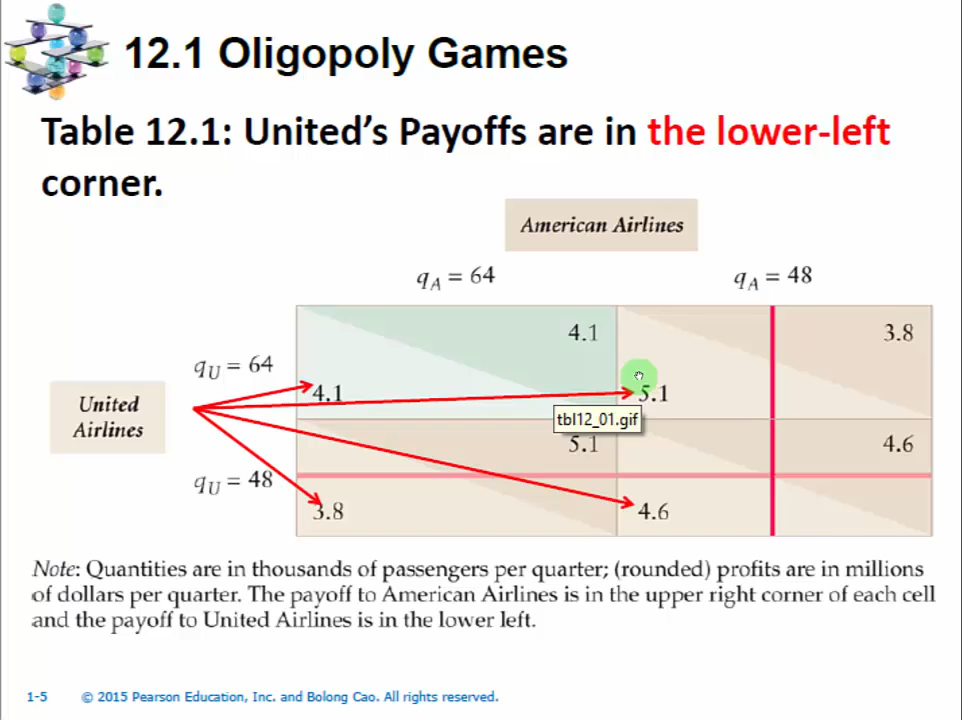 12.1 Oligopoly Games
Table 12.1: United's Payoffs are in the lower-left
corner.
American Airlines
qA = 64
qA = 48
4.1
3.8
qU = 64
4.1
5.1
United
Airlines
tbl12_01.gif
5.1
4.6
qU = 48
3.8
4.6
Note: Quantities are in thousands of passengers per quarter; (rounded) profits are in millions
of dollars per quarter. The payoff to American Airlines is in the upper right corner of each cell
and the payoff to United Airlines is in the lower left.
1-5 © 2015 Pearson Education, Inc. and Bolong Cao. All rights reserved.